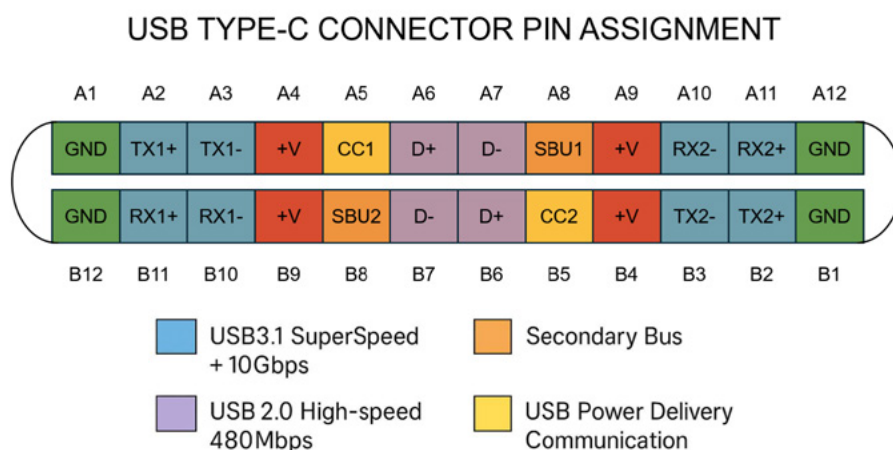 USB TYPE-C CONNECTOR PIN ASSIGNMENT
A1 A2 A3 A4 A5 A6 A7 A8 A9 A10 A11 A12
GND TX1+ TX1- +V CC1 D+ D- SBU1 +V RX2- RX2+ GND
GND RX1+ RX1- +V SBU2 D- D+ CC2 +V TX2- TX2+ GND
B12 B11 B10 B9 B8 B7 B6 B5 B4 B3 B2 B1
USB3.1 SuperSpeed
+ 10Gbps
Secondary Bus
USB 2.0 High-speed
480Mbps
USB Power Delivery
Communication